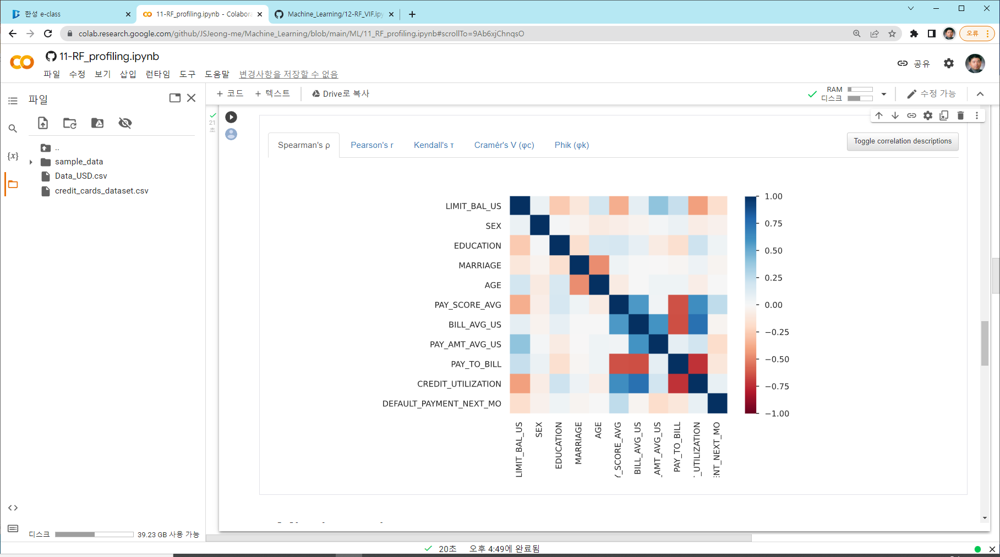 한성 e-class
11-RF_profiling.ipynb - Colabora
Machine_Learning/12-RF_VIF.ipy
colab.research.google.com/github/JSJeong-me/Machine_Learning/blob/main/ML/11_RF_profiling.ipynb#scrollTo=9Ab6xjChnqsO
오류
11-RF_profiling.ipynb
파일 수정 보기 삽입 런타임 도구 도움말 변경사항을 저장할 수 없음
공유
파일
+ 코드 + 텍스트
Drive로 복사
RAM
디스크
수정 가능
..
sample_data
Data_USD.csv
credit_cards_dataset.csv
{x}
21
초
Spearman's ρ
Pearson's r
Kendall's τ
Cramér's V (φc)
Phik (φk)
Toggle correlation descriptions
LIMIT_BAL_US
SEX
EDUCATION
MARRIAGE
AGE
PAY_SCORE_AVG
BILL_AVG_US
PAY_AMT_AVG_US
PAY_TO_BILL
CREDIT_UTILIZATION
DEFAULT_PAYMENT_NEXT_MO
1.00
0.75
0.50
0.25
0.00
−0.25
−0.50
−0.75
−1.00
LIMIT_BAL_US
SEX
EDUCATION
MARRIAGE
AGE
Y_SCORE_AVG
BILL_AVG_US
_AMT_AVG_US
PAY_TO_BILL
_UTILIZATION
NT_NEXT_MO
디스크
39.23 GB 사용 가능
20초 오후 4:49에 완료됨